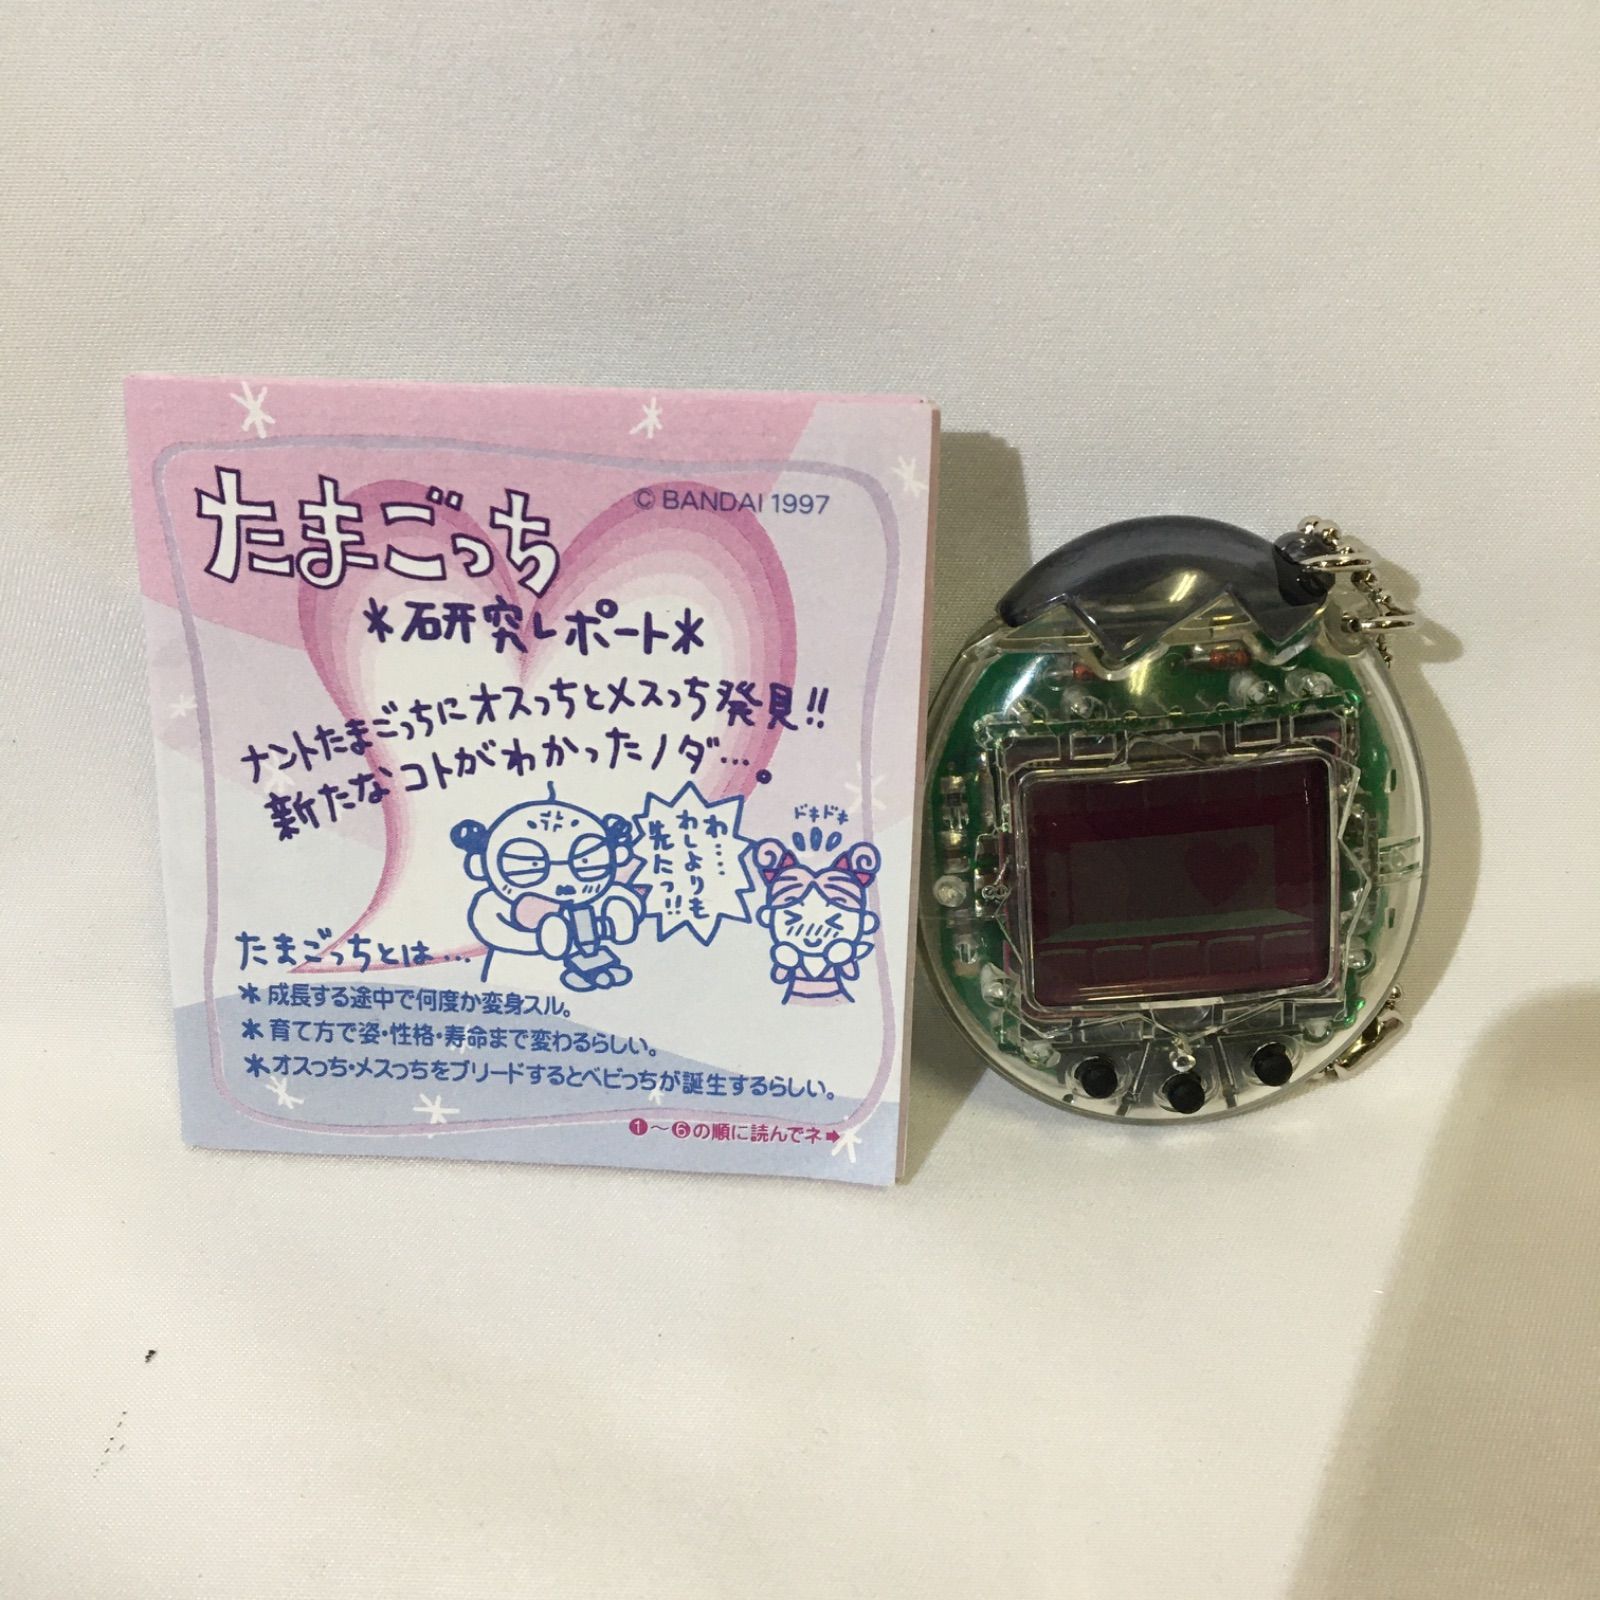 たまごっち
© BANDAI 1997
＊研究レポート＊
ナントたまごっちにオスっちとメスっち発見!!
新たなコトがわかったノダ…。
わ……
わしよりも
先にっ!!
ドキドキ
たまごっちとは…
＊成長する途中で何度か変身スル。
＊育て方で姿・性格・寿命まで変わるらしい。
＊オスっち・メスっちをブリードするとベビっちが誕生するらしい。
❶〜❻の順に読んでネ➡